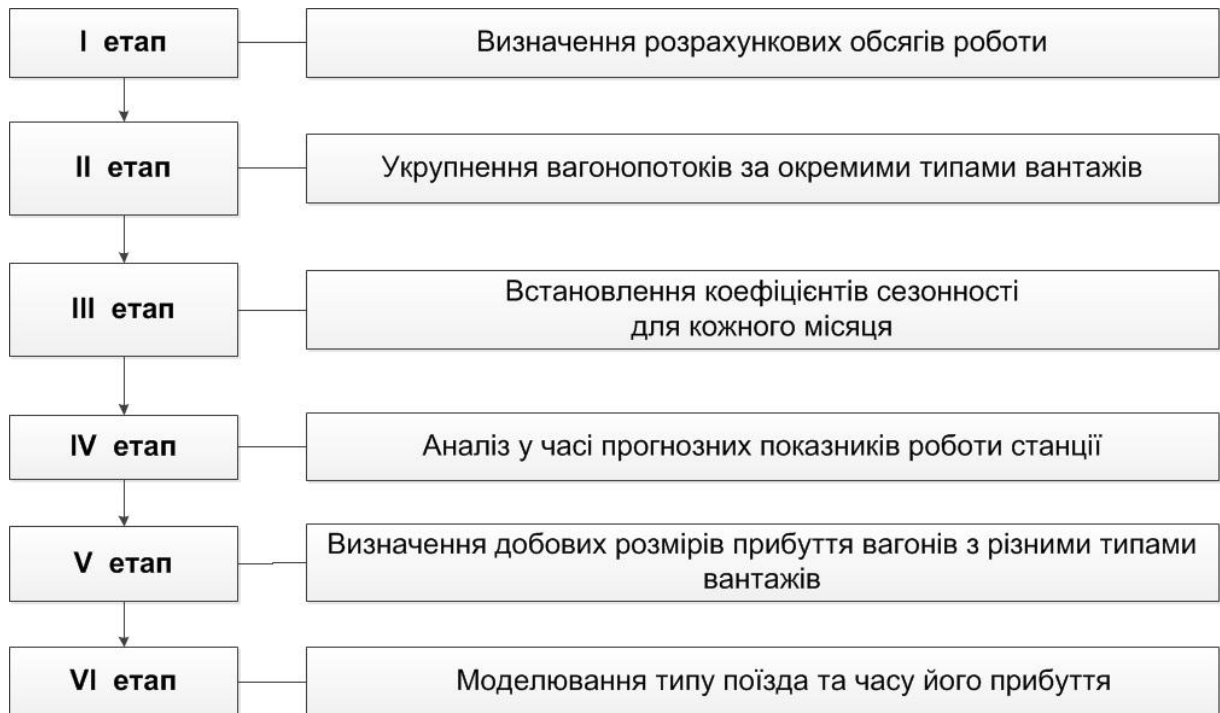 I етап
Визначення розрахункових обсягів роботи
II етап
Укрупнення вагонопотоків за окремими типами вантажів
III етап
Встановлення коефіцієнтів сезонності
для кожного місяця
IV етап
Аналіз у часі прогнозних показників роботи станції
V етап
Визначення добових розмірів прибуття вагонів з різними типами
вантажів
VI етап
Моделювання типу поїзда та часу його прибуття